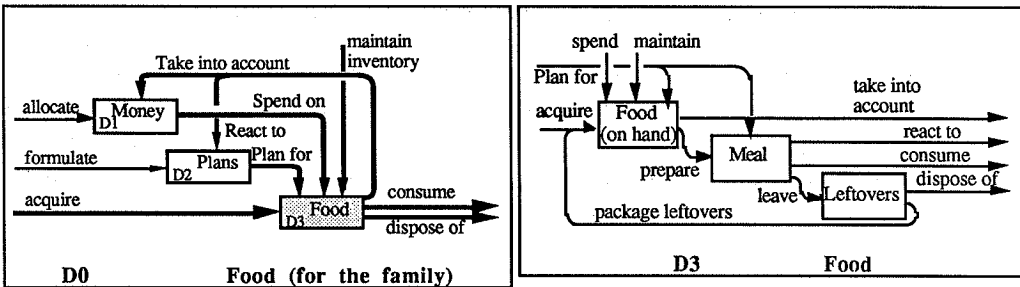 maintain
inventory
Take into account
allocate
Money
D1
Spend on
React to
formulate
Plans
D2
Plan for
acquire
Food
D3
consume
dispose of
D0 Food (for the family)
spend maintain
Plan for
acquire
Food
(on hand)
take into
account
react to
Meal
consume
prepare
dispose of
leave
Leftovers
package leftovers
D3 Food